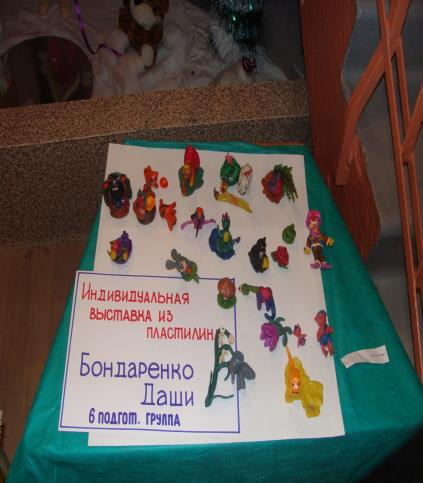 Индивидуальная
выставка из
пластилин
Бондаренко
Даши
6 подгот. группа